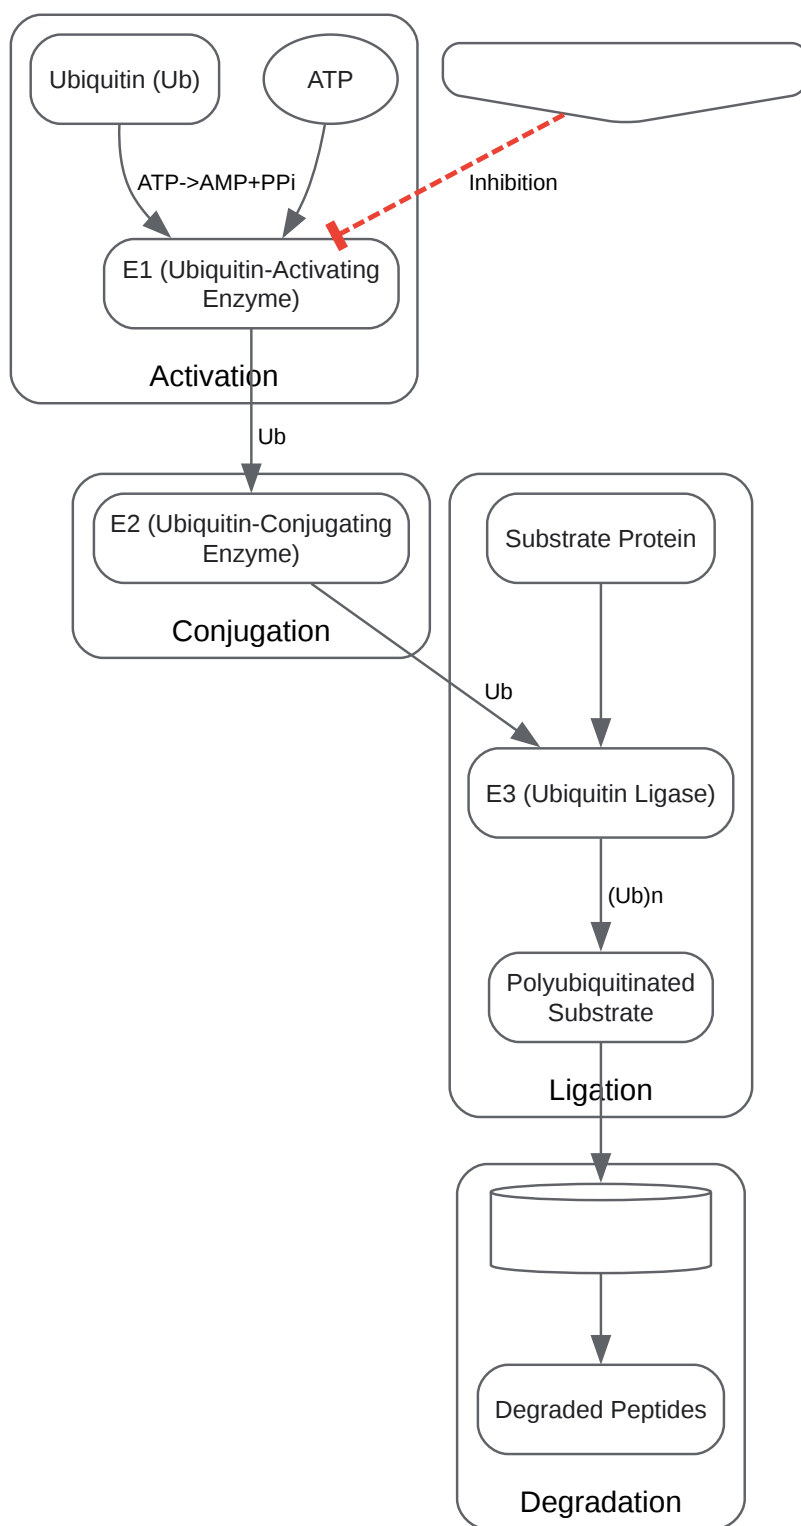 Ubiquitin (Ub)
ATP
ATP->AMP+PPi
Inhibition
E1 (Ubiquitin-Activating
Enzyme)
Activation
Ub
E2 (Ubiquitin-Conjugating
Enzyme)
Conjugation
Substrate Protein
Ub
E3 (Ubiquitin Ligase)
(Ub)n
Polyubiquitinated
Substrate
Ligation
Degraded Peptides
Degradation